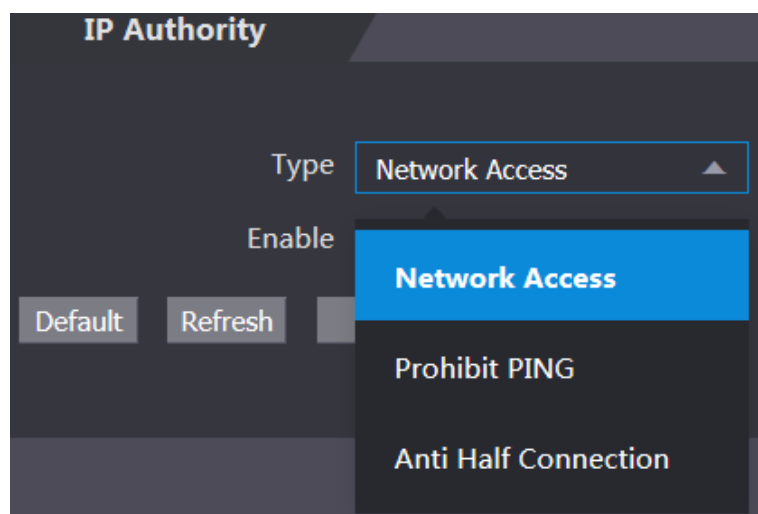 IP Authority
Type Network Access
Enable
Network Access
Default Refresh
Prohibit PING
Anti Half Connection